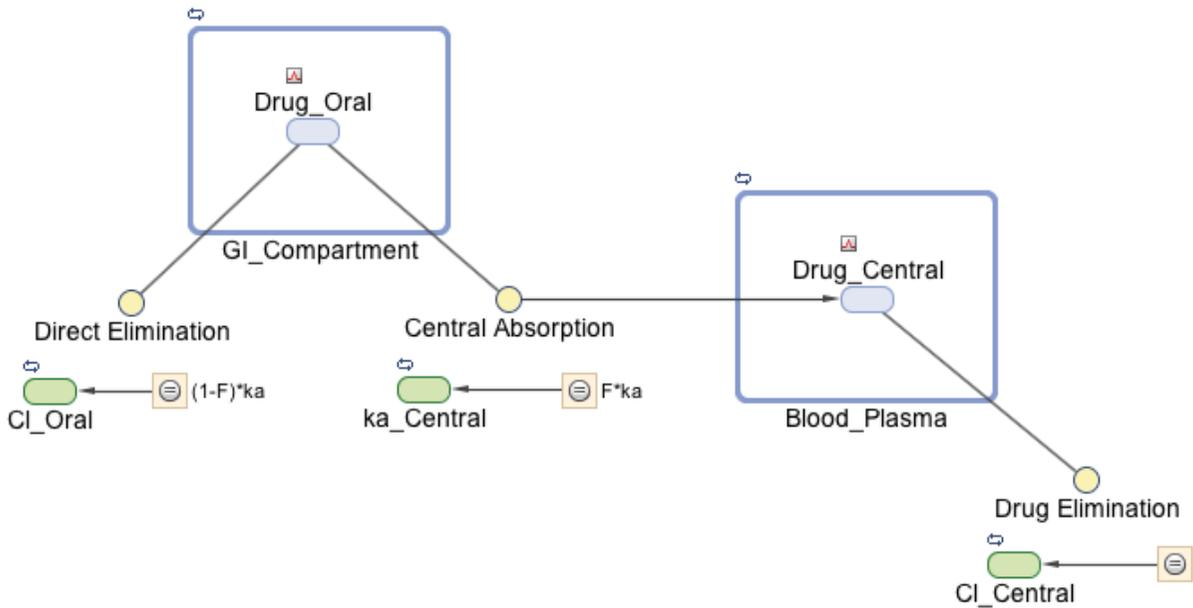 Drug_Oral
GI_Compartment
Drug_Central
Direct Elimination
Central Absorption
(1-F)*ka
F*ka
Cl_Oral
ka_Central
Blood_Plasma
Drug Elimination
Cl_Central